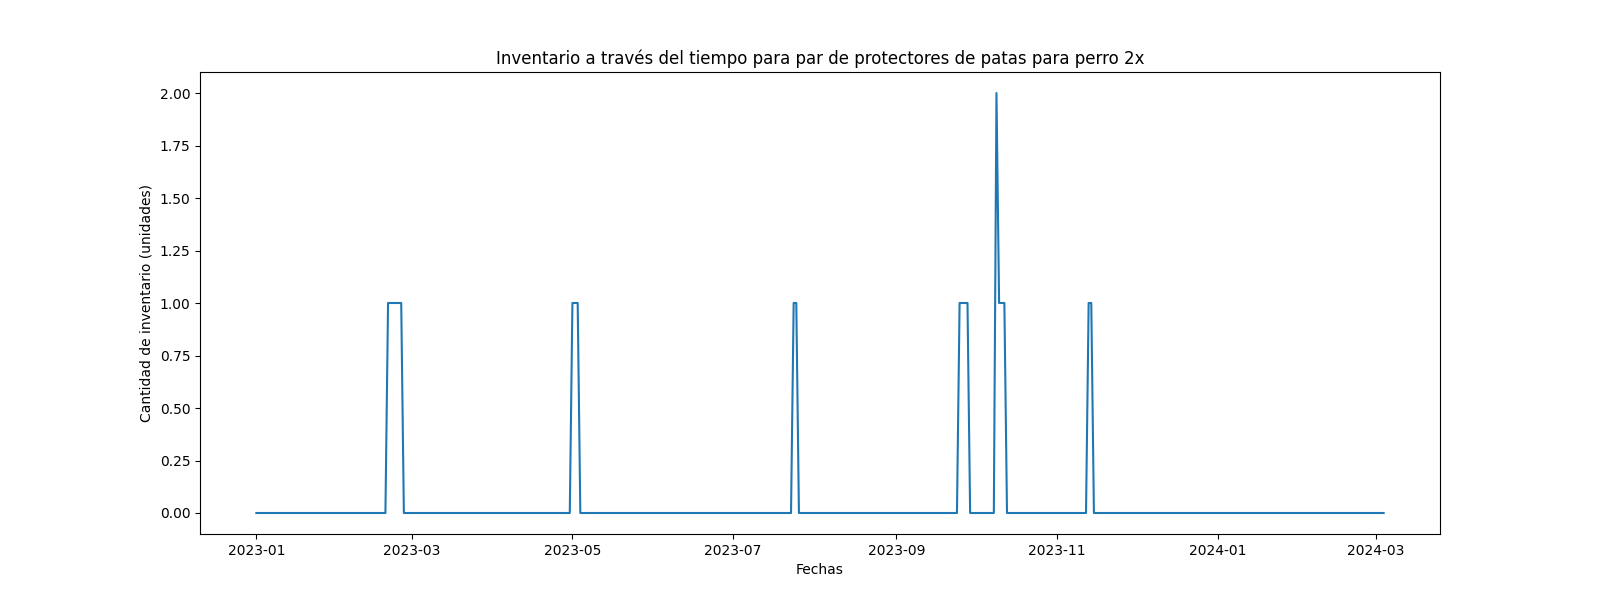 Inventario a través del tiempo para par de protectores de patas para perro 2x
Cantidad de inventario (unidades)
2.00
1.75
1.50
1.25
1.00
0.75
0.50
0.25
0.00
2023-01 2023-03 2023-05 2023-07 2023-09 2023-11 2024-01 2024-03
Fechas